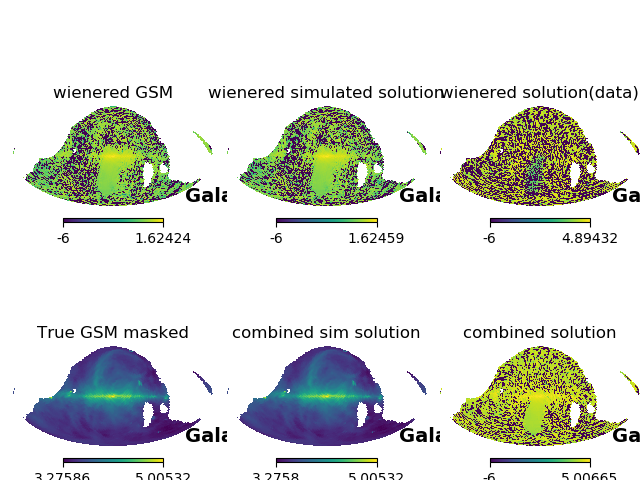 wienered GSM
wienered simulated solution
wienered solution(data)
Gala
Gala
Ga
-6 1.62424
-6 1.62459
-6 4.89432
True GSM masked
combined sim solution
combined solution
Gala
Gala
Ga
3.27586 5.00532
3.2758 5.00532
-6 5.00665